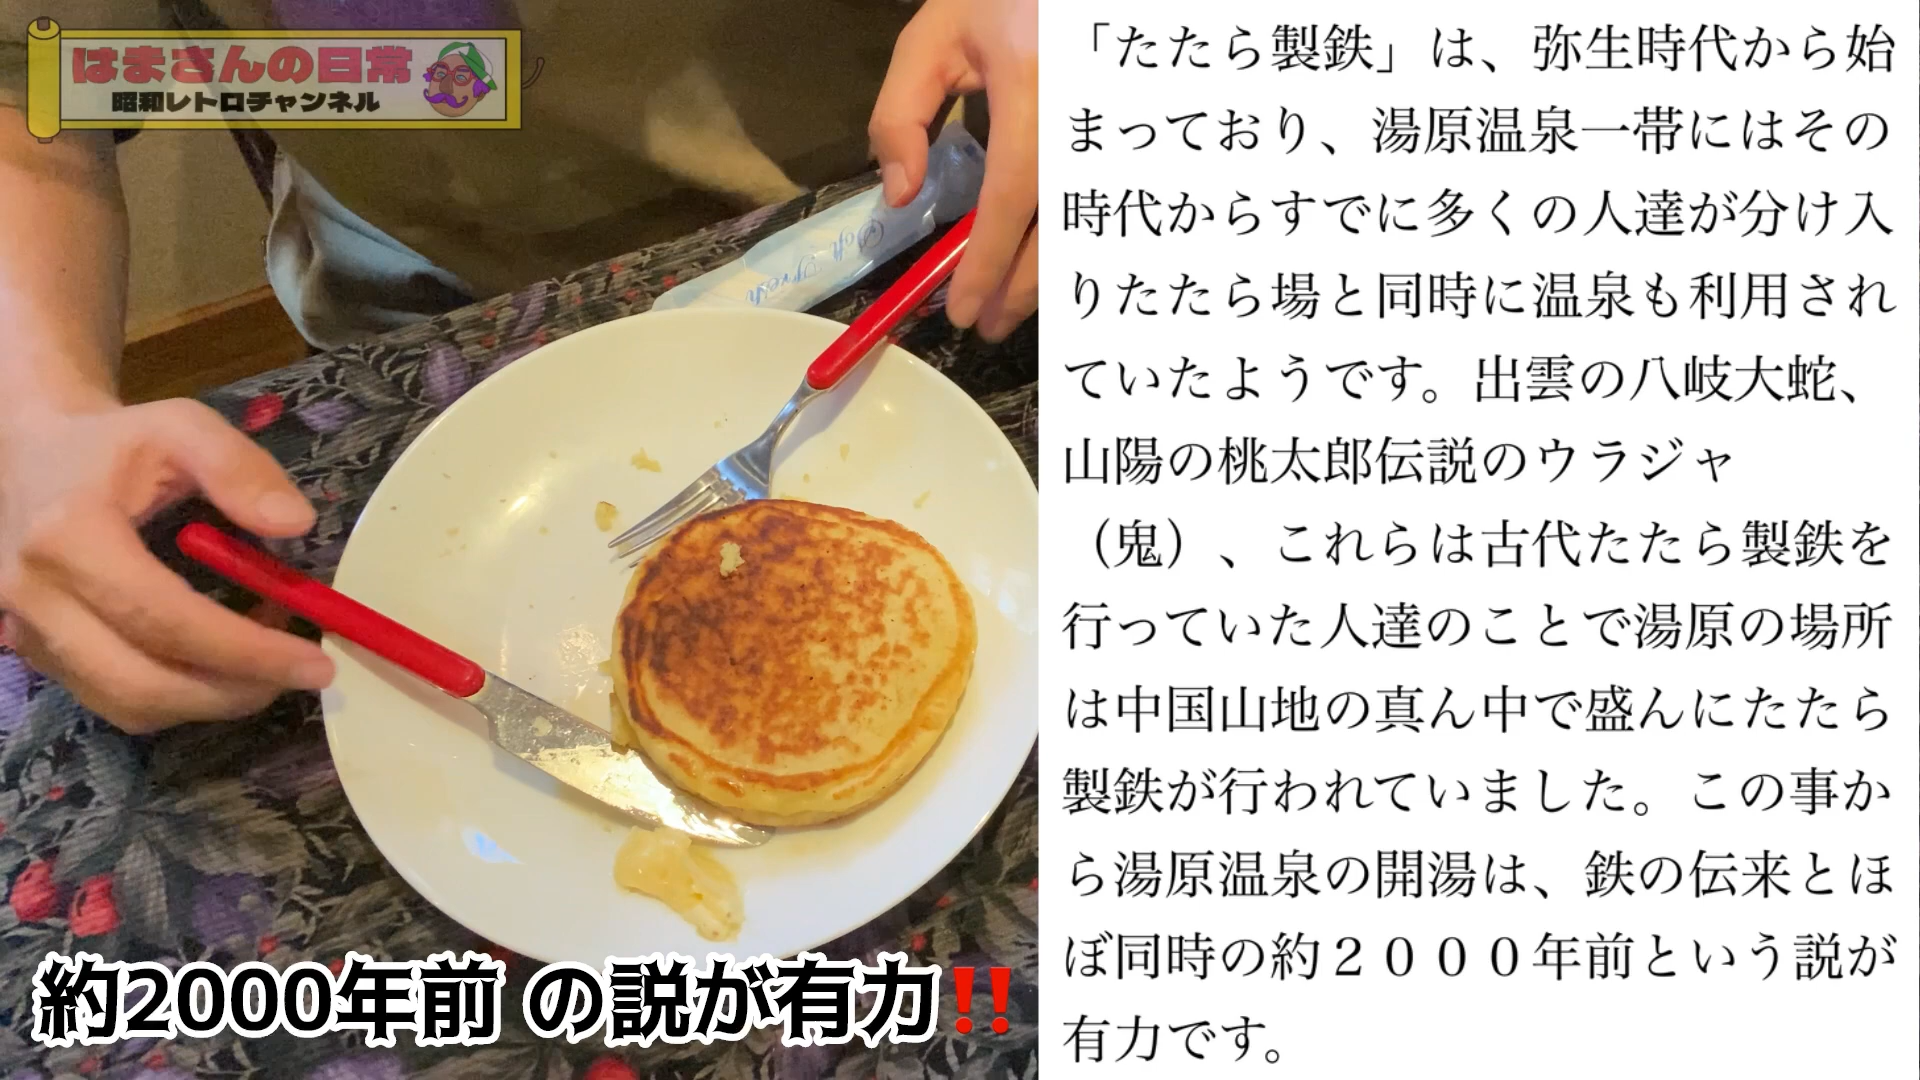 はまさんの日常
昭和レトロチャンネル
Soft Fresh
約2000年前 の説が有力‼
「たたら製鉄」は、弥生時代から始
まっており、湯原温泉一帯にはその
時代からすでに多くの人達が分け入
りたたら場と同時に温泉も利用され
ていたようです。出雲の八岐大蛇、
山陽の桃太郎伝説のウラジャ
（鬼）、これらは古代たたら製鉄を
行っていた人達のことで湯原の場所
は中国山地の真ん中で盛んにたたら
製鉄が行われていました。この事か
ら湯原温泉の開湯は、鉄の伝来とほ
ぼ同時の約２０００年前という説が
有力です。